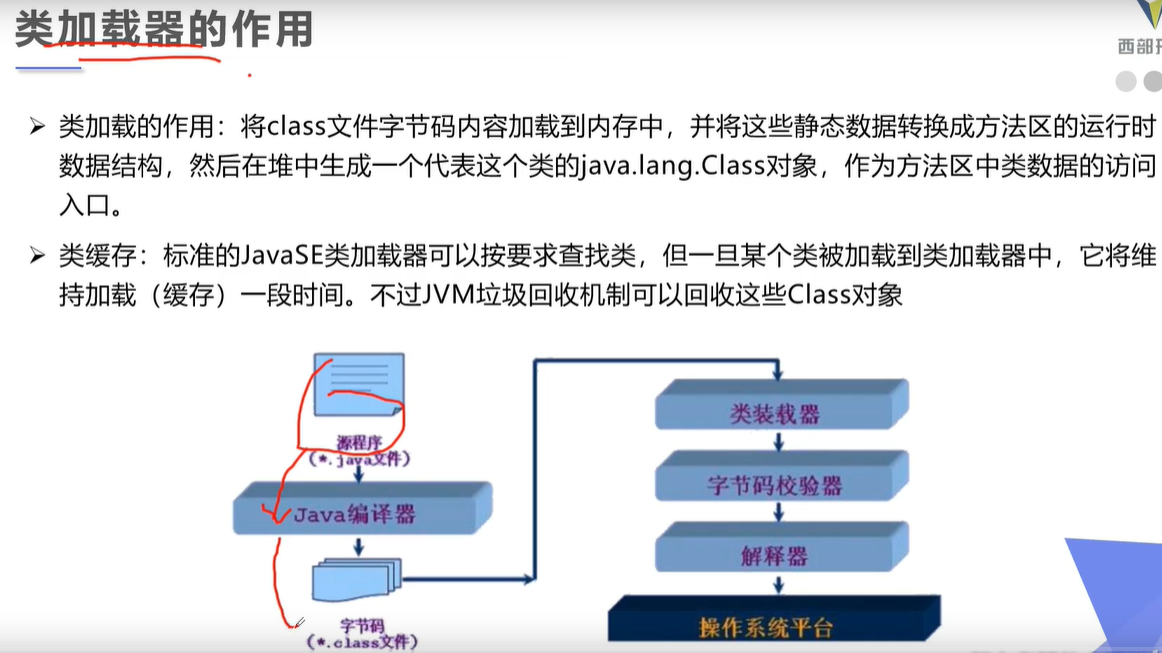 类加载器的作用
西部开
类加载的作用：将class文件字节码内容加载到内存中，并将这些静态数据转换成方法区的运行时
数据结构，然后在堆中生成一个代表这个类的java.lang.Class对象，作为方法区中类数据的访问
入口。
类缓存：标准的JavaSE类加载器可以按要求查找类，但一旦某个类被加载到类加载器中，它将维
持加载（缓存）一段时间。不过JVM垃圾回收机制可以回收这些Class对象
源程序
(*.java文件)
Java编译器
字节码
(*.class文件)
类装载器
字节码校验器
解释器
操作系统平台